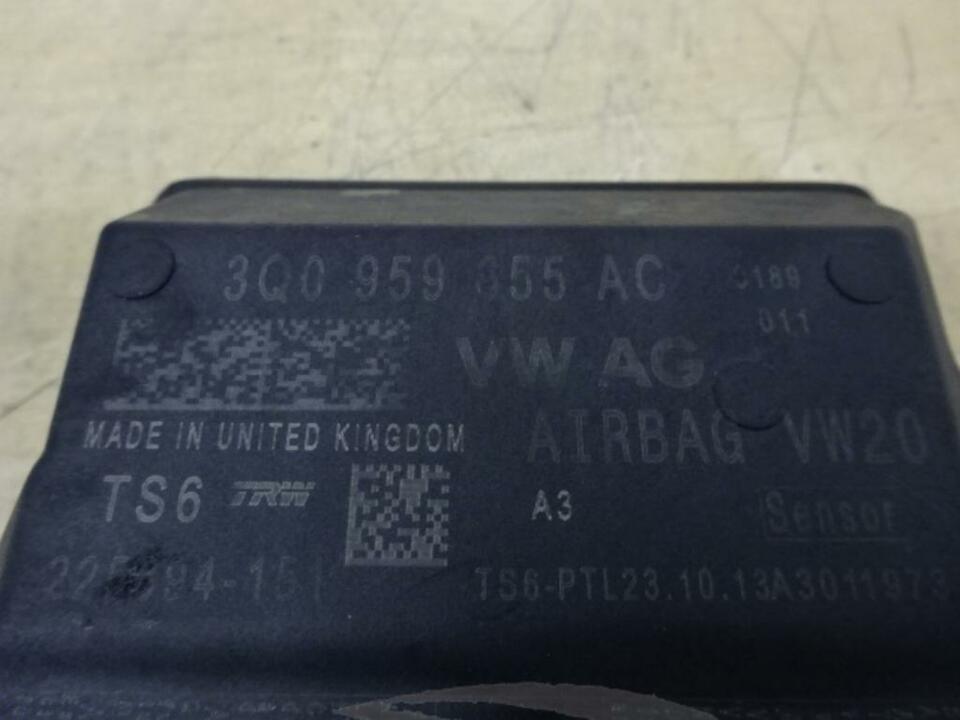 3Q0 959 655 AC
0189
011
VW AG
MADE IN UNITED KINGDOM
AIRBAG VW20
TS6 TRW
A3
Sensor
TS6-PTL23.10.13A3011973